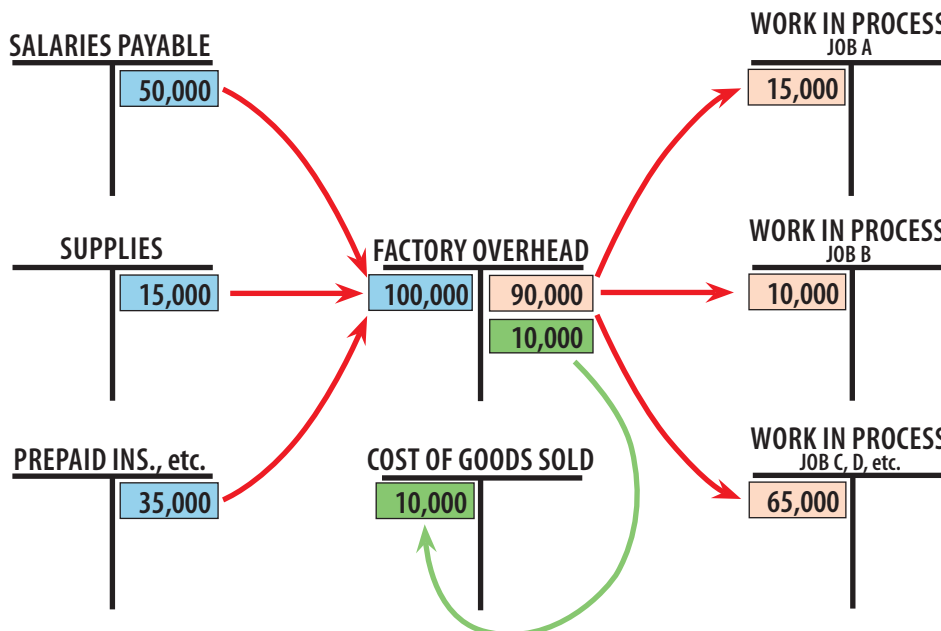 SALARIES PAYABLE
50,000
WORK IN PROCESS
JOB A
15,000
SUPPLIES
15,000
FACTORY OVERHEAD
100,000 90,000
10,000
WORK IN PROCESS
JOB B
10,000
PREPAID INS., etc.
35,000
COST OF GOODS SOLD
10,000
WORK IN PROCESS
JOB C, D, etc.
65,000